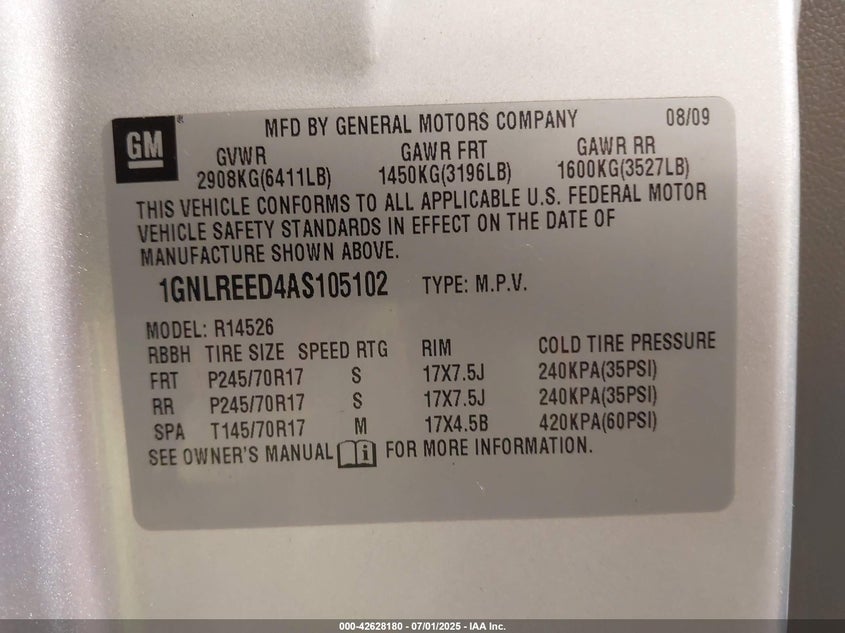 GM
MFD BY GENERAL MOTORS COMPANY 08/09
GVWR GAWR FRT GAWR RR
2908KG(6411LB) 1450KG(3196LB) 1600KG(3527LB)
THIS VEHICLE CONFORMS TO ALL APPLICABLE U.S. FEDERAL MOTOR
VEHICLE SAFETY STANDARDS IN EFFECT ON THE DATE OF
MANUFACTURE SHOWN ABOVE.
1GNLREED4AS105102 TYPE: M.P.V.
MODEL: R14526
RBBH TIRE SIZE SPEED RTG RIM COLD TIRE PRESSURE
FRT P245/70R17 S 17X7.5J 240KPA(35PSI)
RR P245/70R17 S 17X7.5J 240KPA(35PSI)
SPA T145/70R17 M 17X4.5B 420KPA(60PSI)
SEE OWNER'S MANUAL i FOR MORE INFORMATION.
000-42628180 - 07/01/2025 - IAA Inc.